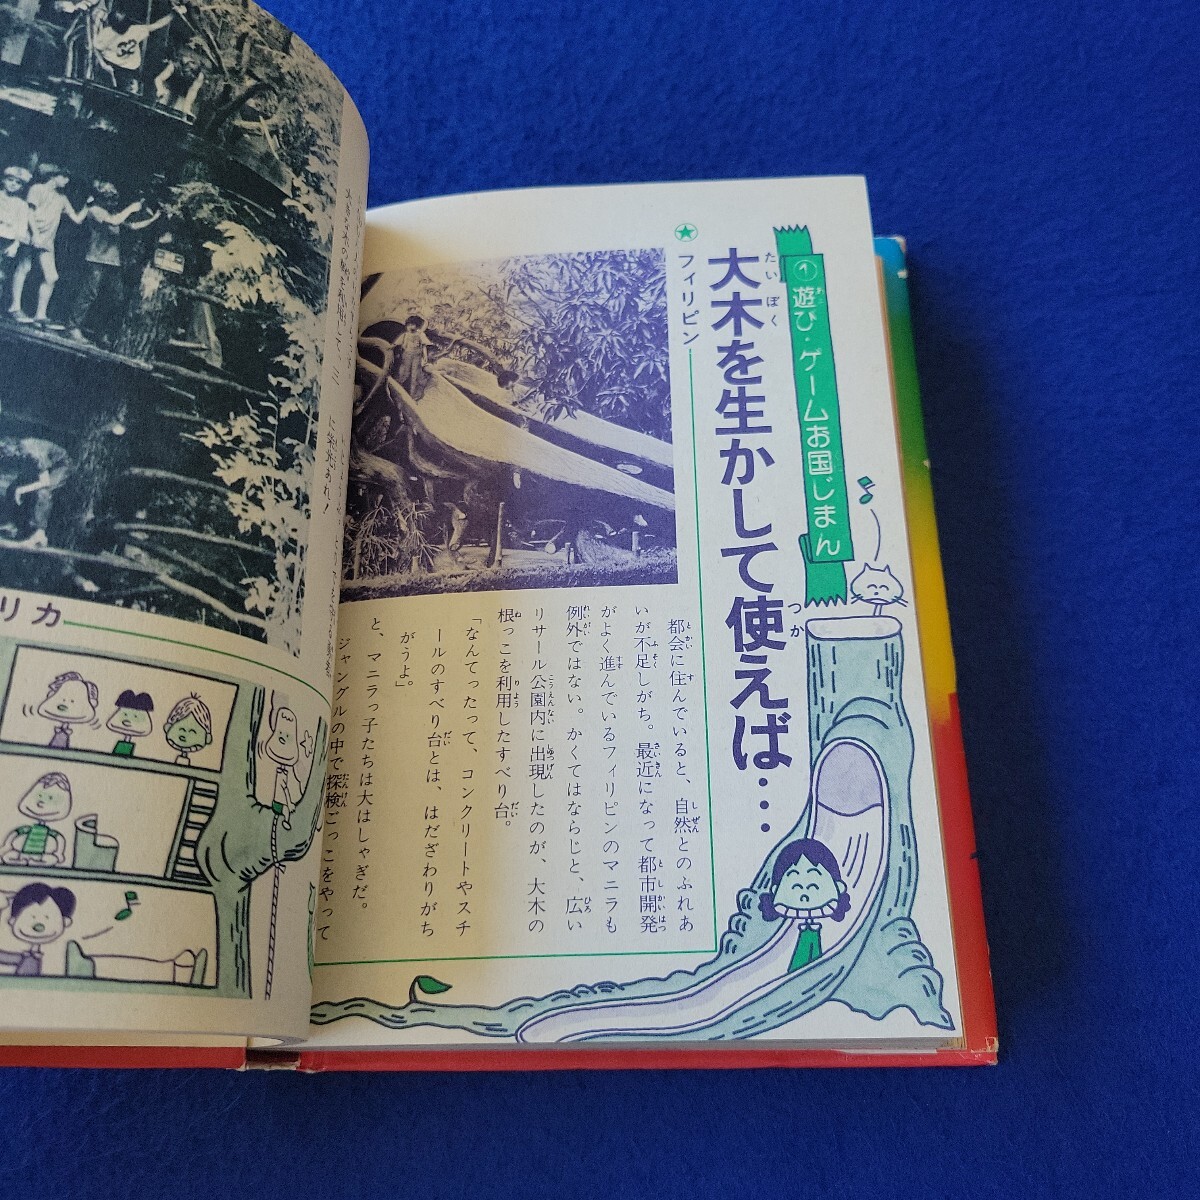 ①遊び・ゲームお国じまん
大木を生かして使えば…
フィリピン
都会に住んでいると、自然とのふれあ
いが不足しがち。最近になって都市開発
がよく進んでいるフィリピンのマニラも
例外ではない。かくてはならじと、広い
リサール公園内に出現したのが、大木の
根っこを利用したすべり台。
「なんてったって、コンクリートやスチ
ールのすべり台とは、はだざわりがち
がうよ」
と、マニラっ子たちは大はしゃぎだ。
ジャングルの中で探検ごっこをやって
に栄光あれ！
リカ
32